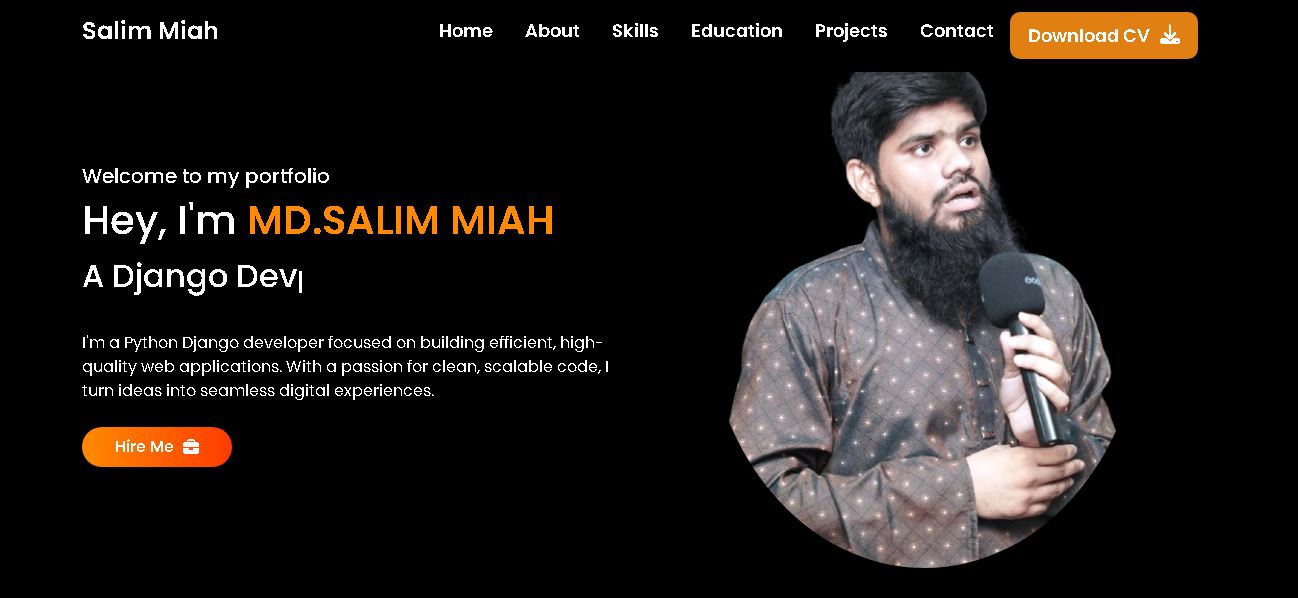 Salim Miah
Home About Skills Education Projects Contact Download CV
Welcome to my portfolio
Hey, I'm MD.SALIM MIAH
A Django Dev|
I'm a Python Django developer focused on building efficient, high-
quality web applications. With a passion for clean, scalable code, I
turn ideas into seamless digital experiences.
Hire Me